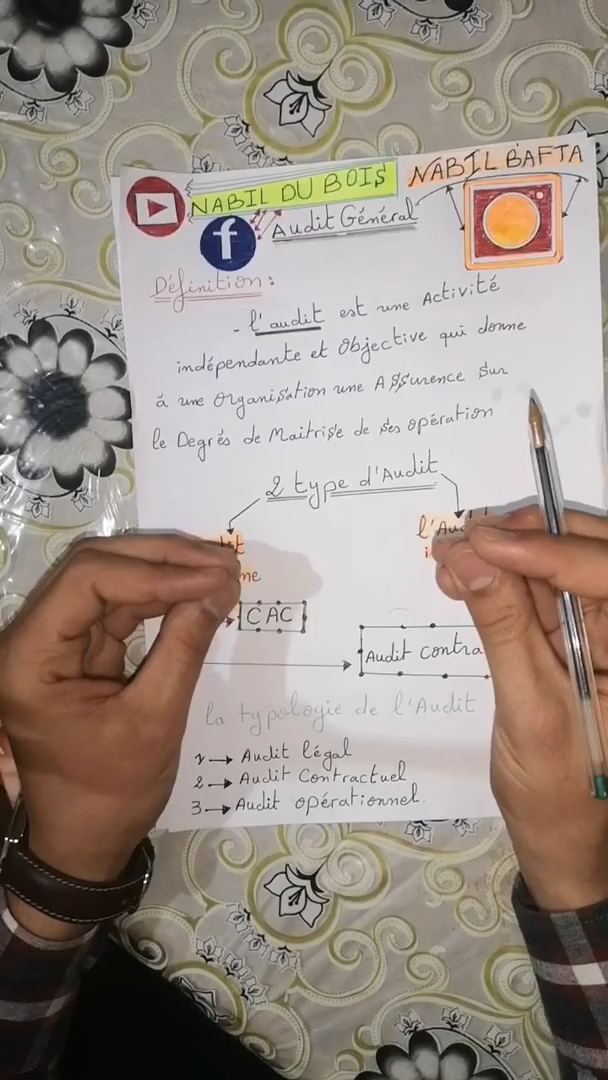 NABIL DU BOIS
NABIL BAFTA
f
Audit Général
Définition:
- l'audit est une Activité
indépendante et Objective qui donne
à une Organisation une Assurence sur
le Degrés de Maitrise de ses opération
2 type d'Audit
CAC
Audit contra
la typologie de l'Audit
1 → Audit légal
2 → Audit Contractuel
3 → Audit opérationnel.